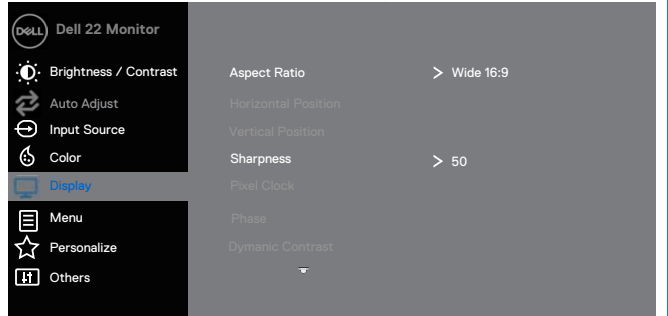 DELL
Dell 22 Monitor
Brightness / Contrast
Aspect Ratio > Wide 16:9
Auto Adjust
Horizontal Position
Input Source
Vertical Position
Color
Sharpness > 50
Display
Pixel Clock
Menu
Phase
Personalize
Dymanic Contrast
Others